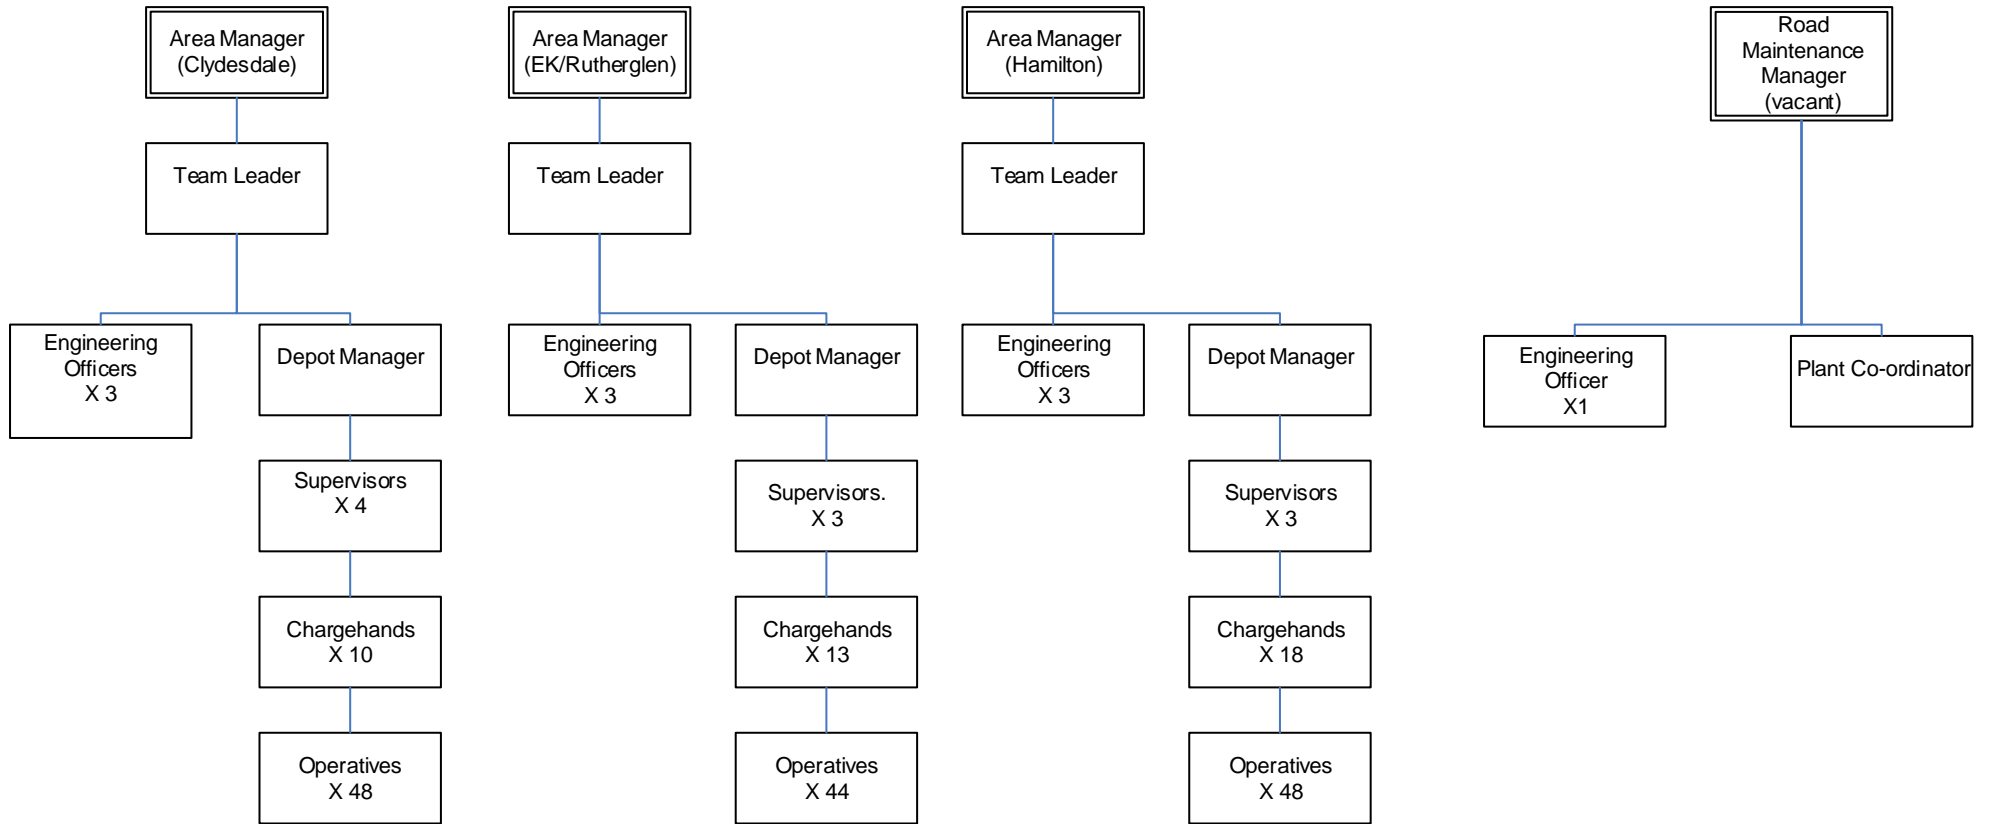 Area Manager
(Clydesdale)
Area Manager
(EK/Rutherglen)
Area Manager
(Hamilton)
Road
Maintenance
Manager
(vacant)
Team Leader
Team Leader
Team Leader
Engineering
Officers
X 3
Depot Manager
Engineering
Officers
X 3
Depot Manager
Engineering
Officers
X 3
Depot Manager
Engineering
Officer
X1
Plant Co-ordinator
Supervisors
X 4
Supervisors.
X 3
Supervisors
X 3
Chargehands
X 10
Chargehands
X 13
Chargehands
X 18
Operatives
X 48
Operatives
X 44
Operatives
X 48